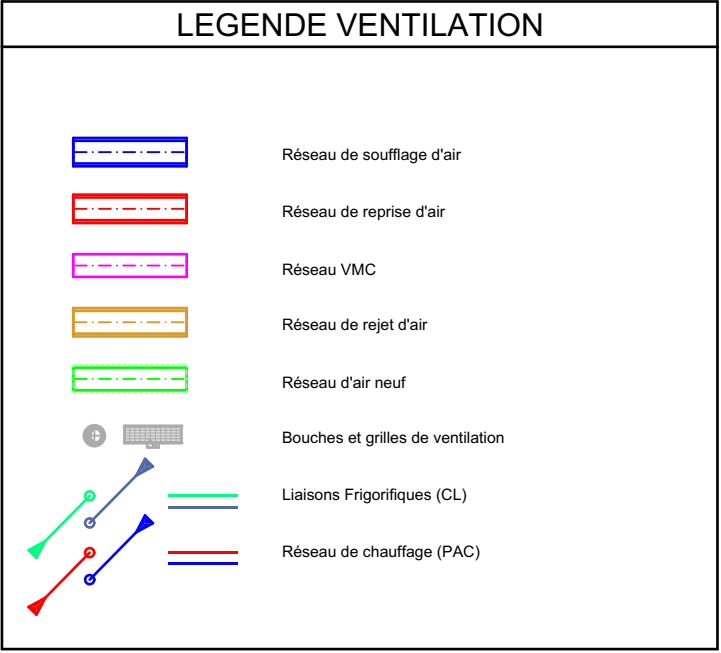 LEGENDE VENTILATION
Réseau de soufflage d'air
Réseau de reprise d'air
Réseau VMC
Réseau de rejet d'air
Réseau d'air neuf
Bouches et grilles de ventilation
Liaisons Frigorifiques (CL)
Réseau de chauffage (PAC)